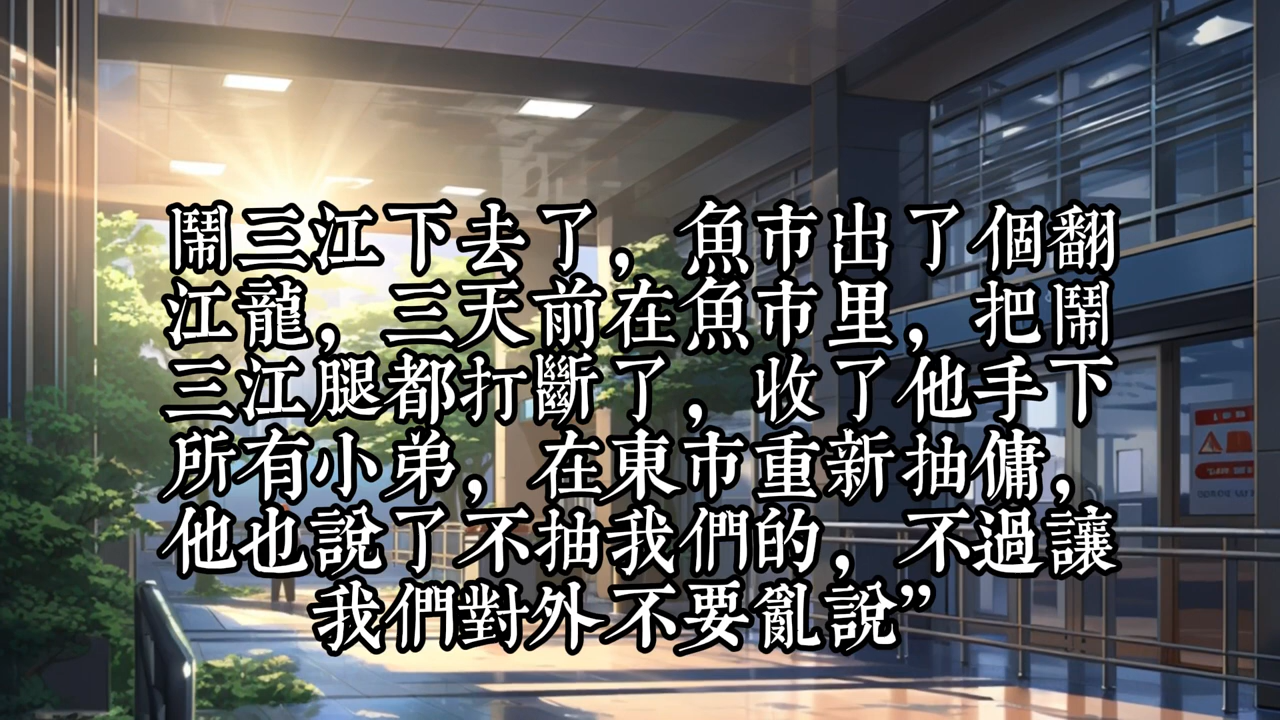 鬧三江下去了，魚市出了個翻
江龍，三天前在魚市里，把鬧
三江腿都打斷了，收了他手下
所有小弟，在東市重新抽傭，
他也說了不抽我們的，不過讓
我們對外不要亂說”